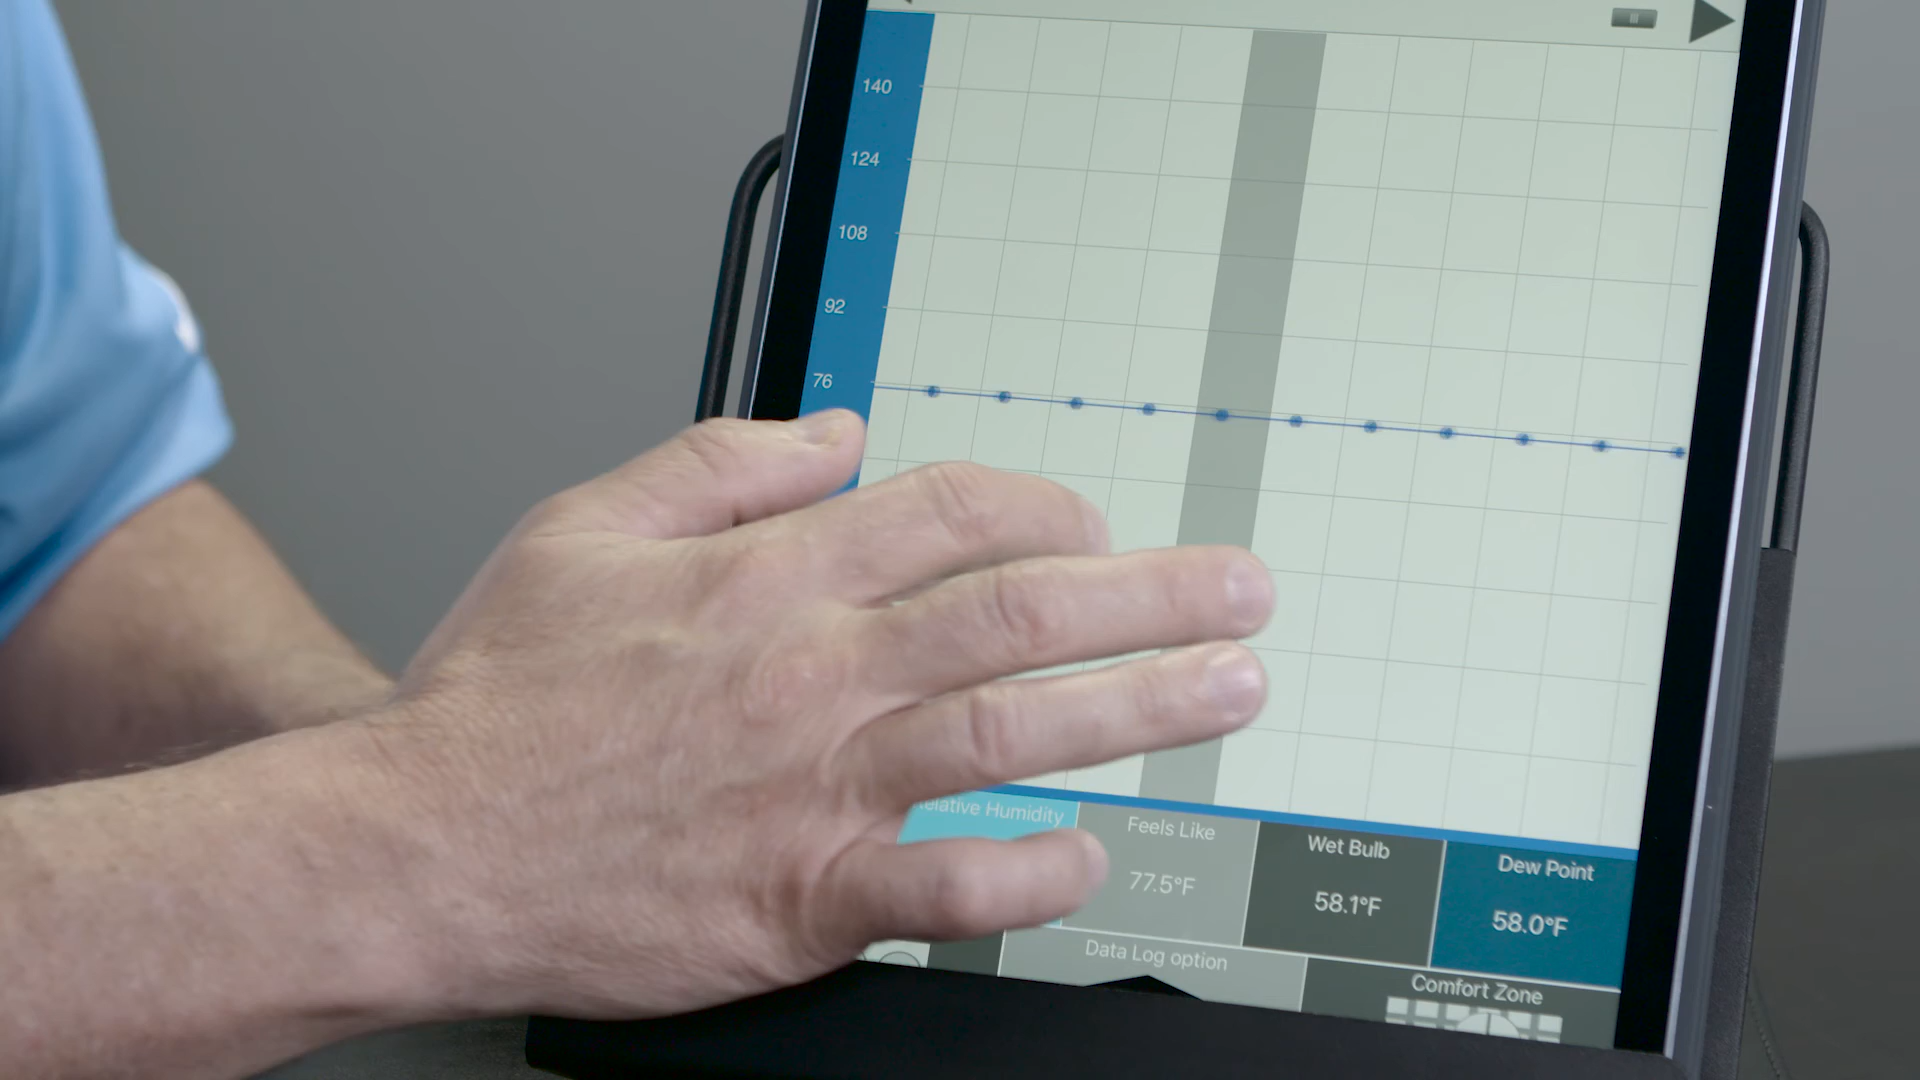 140
124
108
92
76
Relative Humidity
Feels Like
77.5°F
Wet Bulb
58.1°F
Dew Point
58.0°F
Data Log option
Comfort Zone